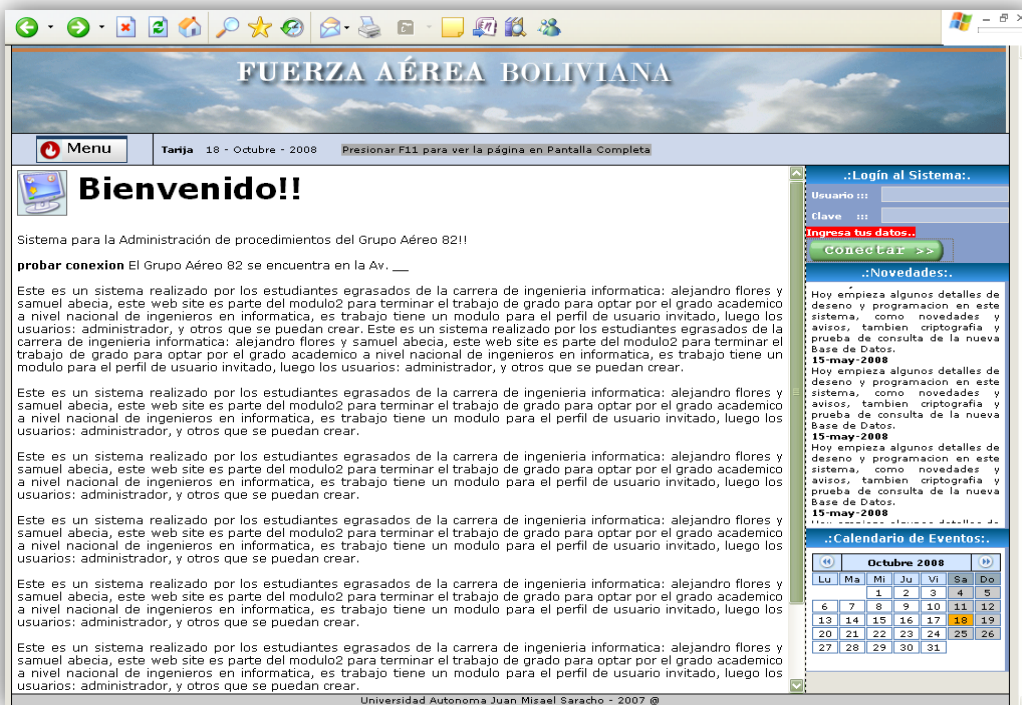 FUERZA AÉREA BOLIVIANA
Menu
Tarija 18 - Octubre - 2008 Presionar F11 para ver la página en Pantalla Completa
Bienvenido!!
Sistema para la Administración de procedimientos del Grupo Aéreo 82!!
probar conexion El Grupo Aéreo 82 se encuentra en la Av. __
Este es un sistema realizado por los estudiantes egrasados de la carrera de ingenieria informatica: alejandro flores y
samuel abecia, este web site es parte del modulo2 para terminar el trabajo de grado para optar por el grado academico
a nivel nacional de ingenieros en informatica, es trabajo tiene un modulo para el perfil de usuario invitado, luego los
usuarios: administrador, y otros que se puedan crear. Este es un sistema realizado por los estudiantes egrasados de la
carrera de ingenieria informatica: alejandro flores y samuel abecia, este web site es parte del modulo2 para terminar el
trabajo de grado para optar por el grado academico a nivel nacional de ingenieros en informatica, es trabajo tiene un
modulo para el perfil de usuario invitado, luego los usuarios: administrador, y otros que se puedan crear.
Este es un sistema realizado por los estudiantes egrasados de la carrera de ingenieria informatica: alejandro flores y
samuel abecia, este web site es parte del modulo2 para terminar el trabajo de grado para optar por el grado academico
a nivel nacional de ingenieros en informatica, es trabajo tiene un modulo para el perfil de usuario invitado, luego los
usuarios: administrador, y otros que se puedan crear.
Este es un sistema realizado por los estudiantes egrasados de la carrera de ingenieria informatica: alejandro flores y
samuel abecia, este web site es parte del modulo2 para terminar el trabajo de grado para optar por el grado academico
a nivel nacional de ingenieros en informatica, es trabajo tiene un modulo para el perfil de usuario invitado, luego los
usuarios: administrador, y otros que se puedan crear.
Este es un sistema realizado por los estudiantes egrasados de la carrera de ingenieria informatica: alejandro flores y
samuel abecia, este web site es parte del modulo2 para terminar el trabajo de grado para optar por el grado academico
a nivel nacional de ingenieros en informatica, es trabajo tiene un modulo para el perfil de usuario invitado, luego los
usuarios: administrador, y otros que se puedan crear.
Este es un sistema realizado por los estudiantes egrasados de la carrera de ingenieria informatica: alejandro flores y
samuel abecia, este web site es parte del modulo2 para terminar el trabajo de grado para optar por el grado academico
a nivel nacional de ingenieros en informatica, es trabajo tiene un modulo para el perfil de usuario invitado, luego los
usuarios: administrador, y otros que se puedan crear.
Este es un sistema realizado por los estudiantes egrasados de la carrera de ingenieria informatica: alejandro flores y
samuel abecia, este web site es parte del modulo2 para terminar el trabajo de grado para optar por el grado academico
a nivel nacional de ingenieros en informatica, es trabajo tiene un modulo para el perfil de usuario invitado, luego los
usuarios: administrador, y otros que se puedan crear.
.:Logín al Sistema:.
Usuario :::
Clave :::
Ingresa tus datos..
Conectar >>
.:Novedades:.
Hoy empieza algunos detalles de
deseno y programacion en este
sistema, como novedades y
avisos, tambien criptografia y
prueba de consulta de la nueva
Base de Datos.
15-may-2008
Hoy empieza algunos detalles de
deseno y programacion en este
sistema, como novedades y
avisos, tambien criptografia y
prueba de consulta de la nueva
Base de Datos.
15-may-2008
Hoy empieza algunos detalles de
deseno y programacion en este
sistema, como novedades y
avisos, tambien criptografia y
prueba de consulta de la nueva
Base de Datos.
15-may-2008
.:Calendario de Eventos:.
Octubre 2008
Lu Ma Mi Ju Vi Sa Do
1 2 3 4 5
6 7 8 9 10 11 12
13 14 15 16 17 18 19
20 21 22 23 24 25 26
27 28 29 30 31
Universidad Autonoma Juan Misael Saracho - 2007 @